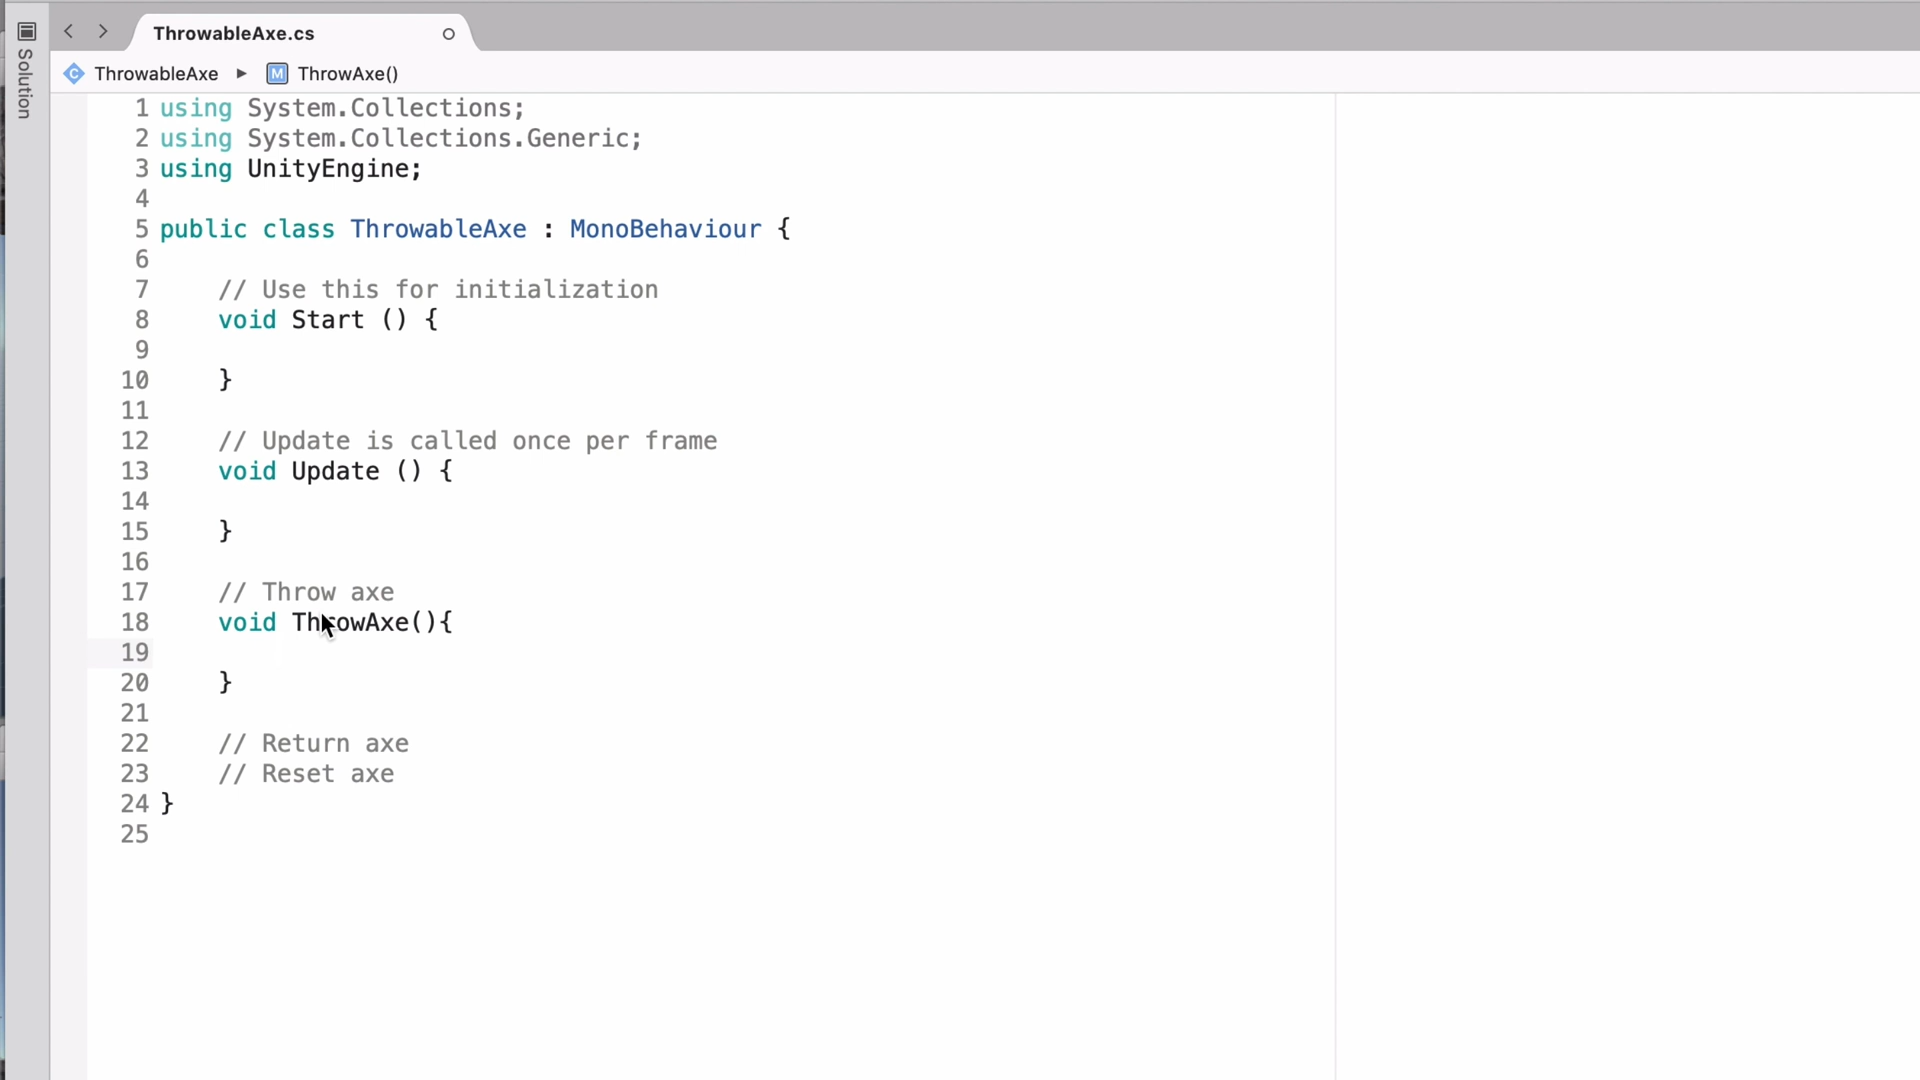 ThrowableAxe.cs
Solution
C ThrowableAxe ▶ M ThrowAxe()
1 using System.Collections;
2 using System.Collections.Generic;
3 using UnityEngine;
4
5 public class ThrowableAxe : MonoBehaviour {
6
7 // Use this for initialization
8 void Start () {
9
10 }
11
12 // Update is called once per frame
13 void Update () {
14
15 }
16
17 // Throw axe
18 void ThrowAxe(){
19
20 }
21
22 // Return axe
23 // Reset axe
24 }
25